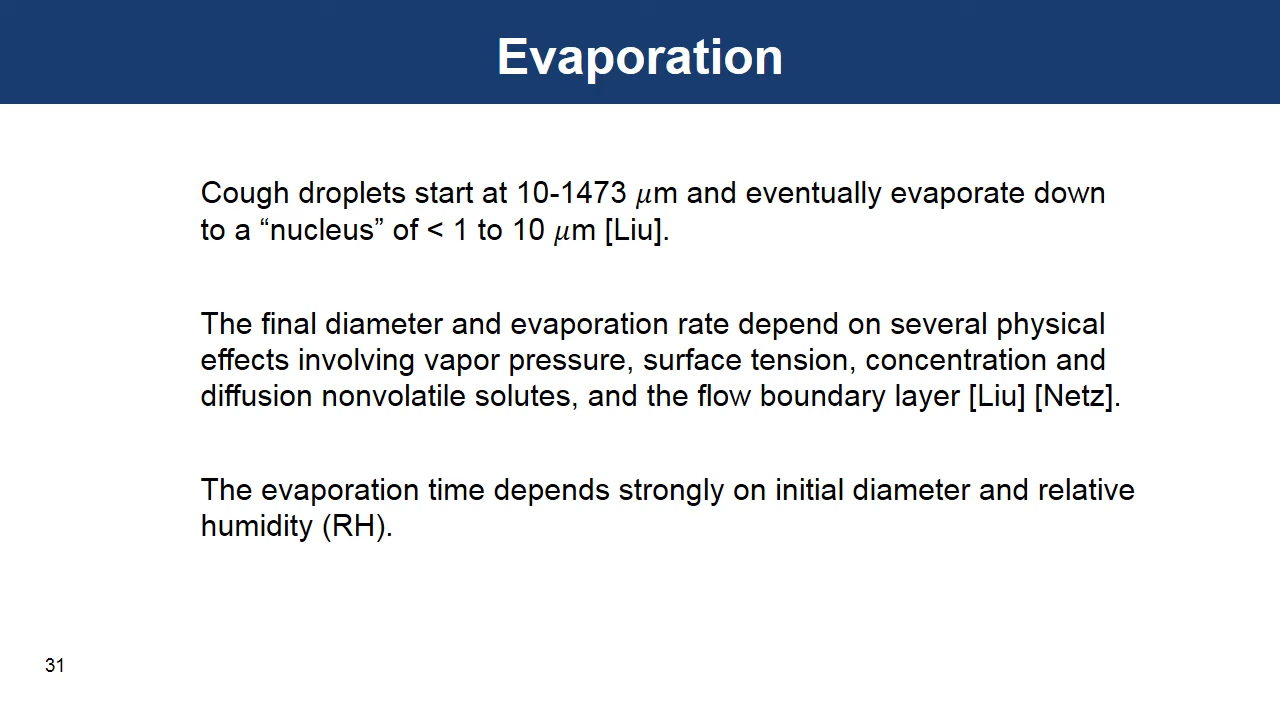 Evaporation
Cough droplets start at 10-1473 𝜇m and eventually evaporate down
to a “nucleus” of < 1 to 10 𝜇m [Liu].
The final diameter and evaporation rate depend on several physical
effects involving vapor pressure, surface tension, concentration and
diffusion nonvolatile solutes, and the flow boundary layer [Liu] [Netz].
The evaporation time depends strongly on initial diameter and relative
humidity (RH).
31